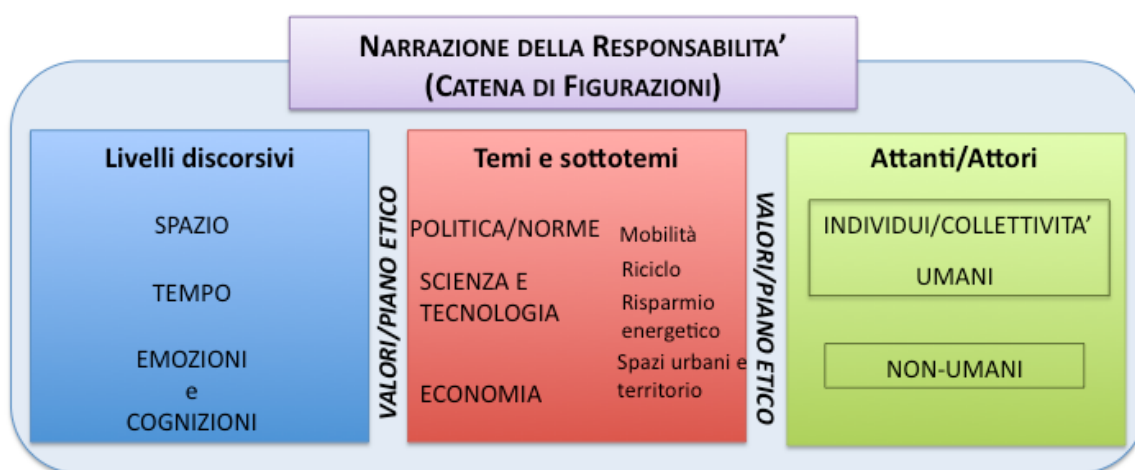 NARRAZIONE DELLA RESPONSABILITA’
(CATENA DI FIGURAZIONI)
Livelli discorsivi
SPAZIO
TEMPO
EMOZIONI
e
COGNIZIONI
VALORI/PIANO ETICO
Temi e sottotemi
POLITICA/NORME
SCIENZA E
TECNOLOGIA
ECONOMIA
Mobilità
Riciclo
Risparmio
energetico
Spazi urbani e
territorio
VALORI/PIANO ETICO
Attanti/Attori
INDIVIDUI/COLLETTIVITA’
UMANI
NON-UMANI